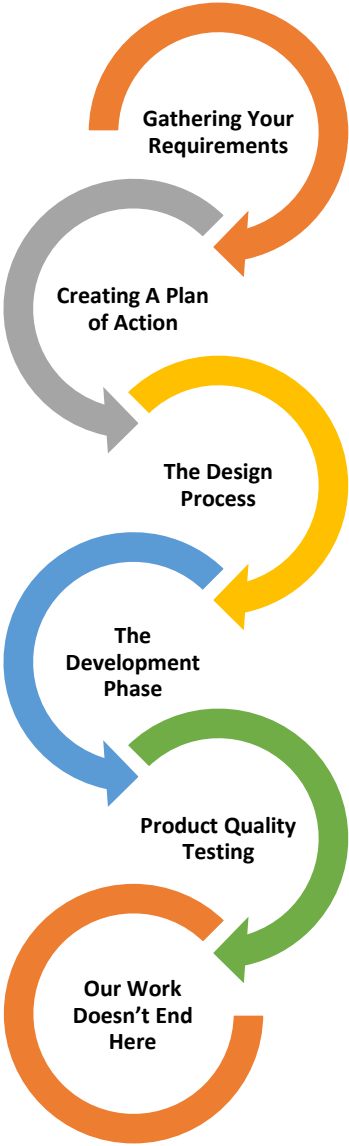 Gathering Your
Requirements
Creating A Plan
of Action
The Design
Process
The
Development
Phase
Product Quality
Testing
Our Work
Doesn’t End
Here